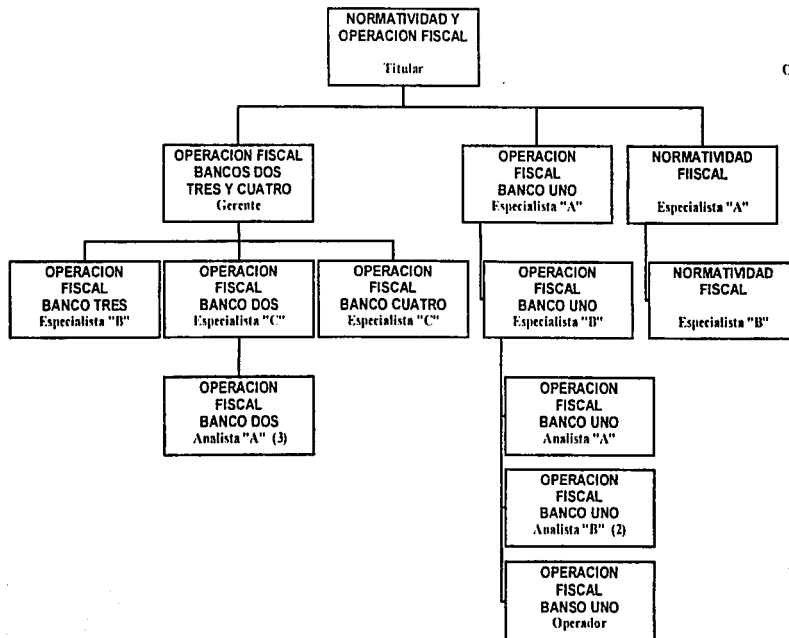 NORMATIVIDAD Y
OPERACION FISCAL
Titular
OPERACION FISCAL
BANCOS DOS
TRES Y CUATRO
Gerente
OPERACION
FISCAL
BANCO UNO
Especialista "A"
NORMATIVIDAD
FIISCAL
Especialista "A"
OPERACION
FISCAL
BANCO TRES
Especialista "B"
OPERACION
FISCAL
BANCO DOS
Especialista "C"
OPERACION
FISCAL
BANCO CUATRO
Especialista "C"
OPERACION
FISCAL
BANCO UNO
Especialista "B"
NORMATIVIDAD
FISCAL
Especialista "B"
OPERACION
FISCAL
BANCO DOS
Analista "A" (3)
OPERACION
FISCAL
BANCO UNO
Analista "A"
OPERACION
FISCAL
BANCO UNO
Analista "B" (2)
OPERACION
FISCAL
BANSO UNO
Operador